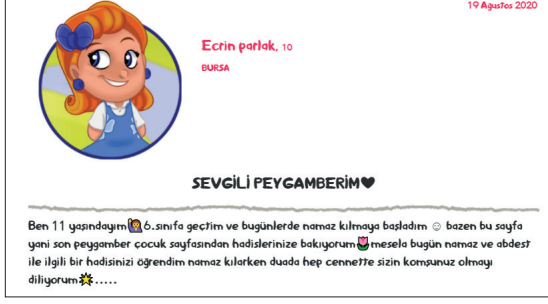 19 Ağustos 2020
Ecrin parlak, 10
BURSA
SEVGİLİ PEYGAMBERİM🖤
Ben 11 yaşındayım🙋6.sınıfa geçtim ve bugünlerde namaz kılmaya başladım ☺ bazen bu sayfa
yani son peygamber çocuk sayfasından hadislerinize bakıyorum🌷mesela bugün namaz ve abdest
ile ilgili bir hadisinizi öğrendim namaz kılarken duada hep cennette sizin komşunuz olmayı
diliyorum🌟.....